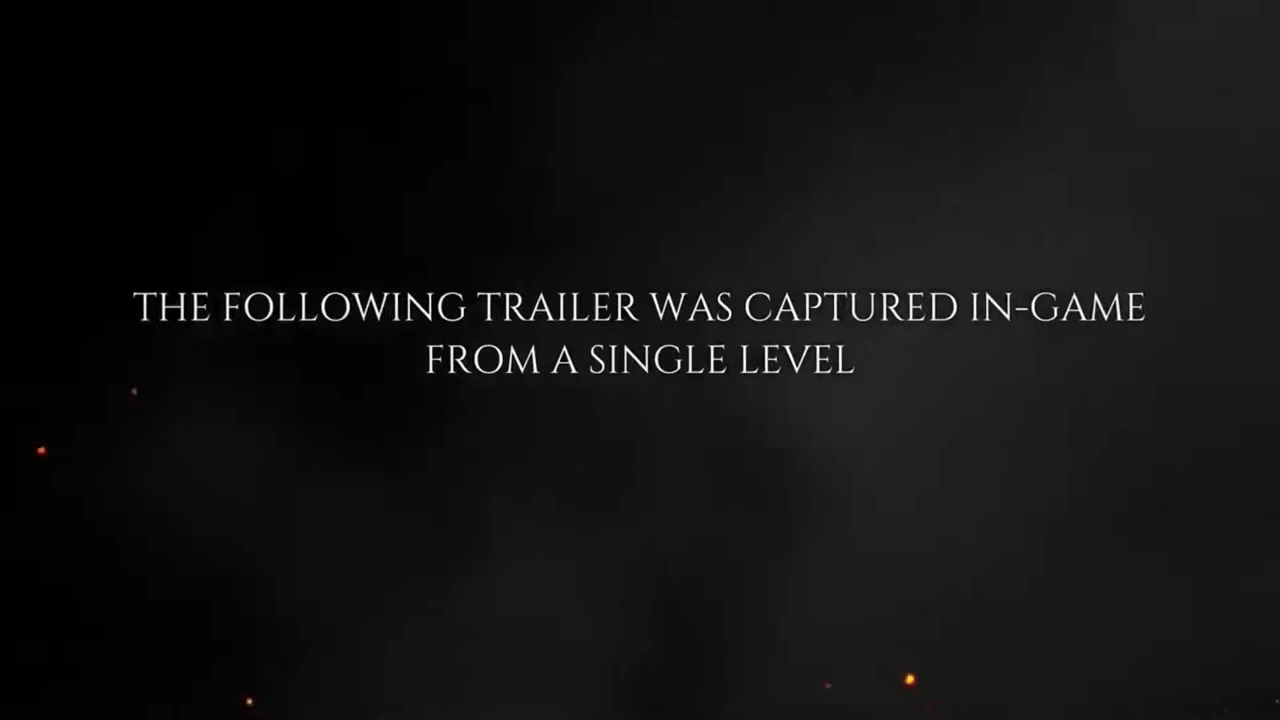 THE FOLLOWING TRAILER WAS CAPTURED IN-GAME
FROM A SINGLE LEVEL